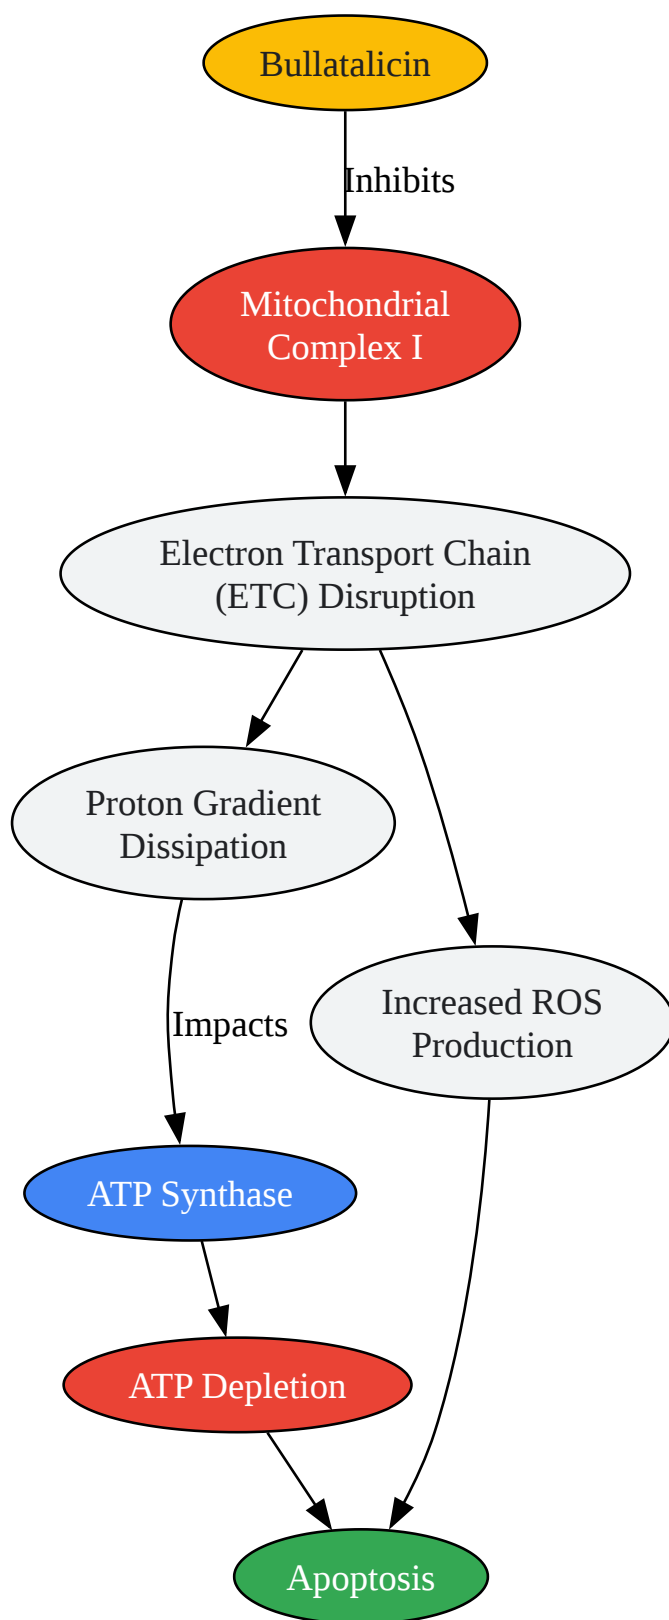 Bullatalicin
Inhibits
Mitochondrial
Complex I
Electron Transport Chain
(ETC) Disruption
Proton Gradient
Dissipation
Increased ROS
Production
Impacts
ATP Synthase
ATP Depletion
Apoptosis